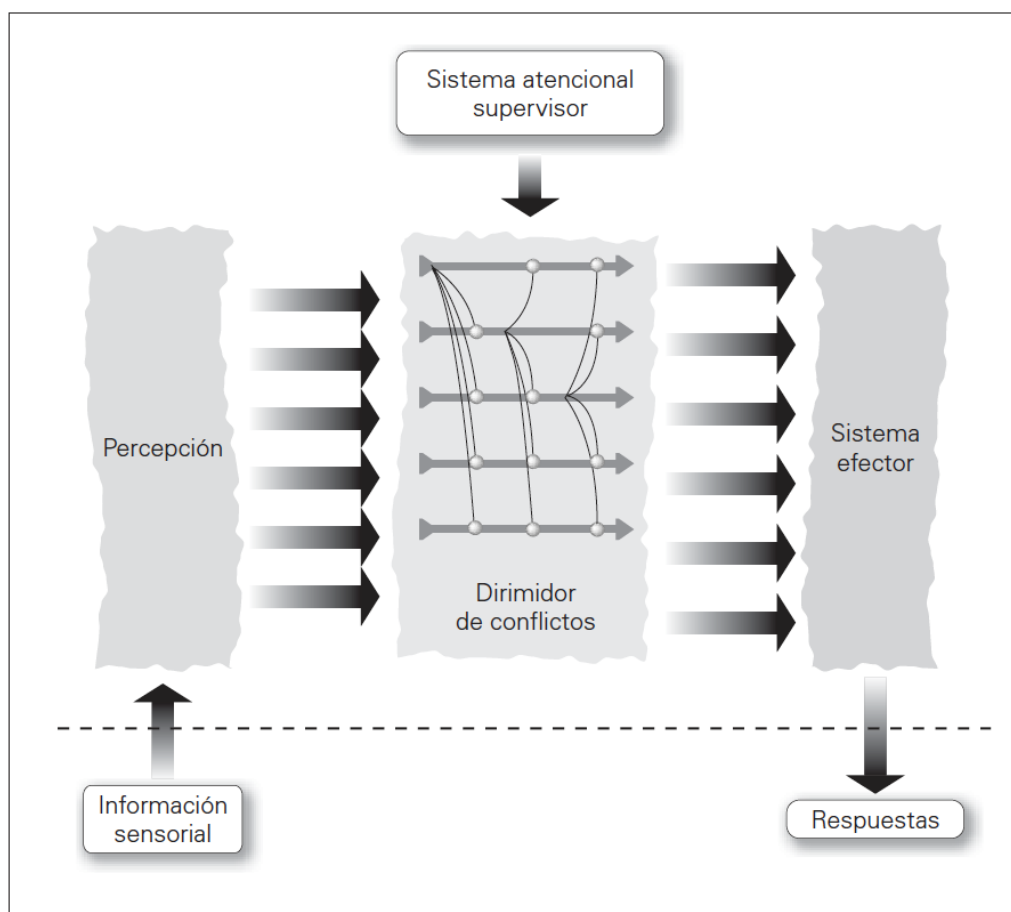 Sistema atencional
supervisor
Percepción
Dirimidor
de conflictos
Sistema
efector
Información
sensorial
Respuestas